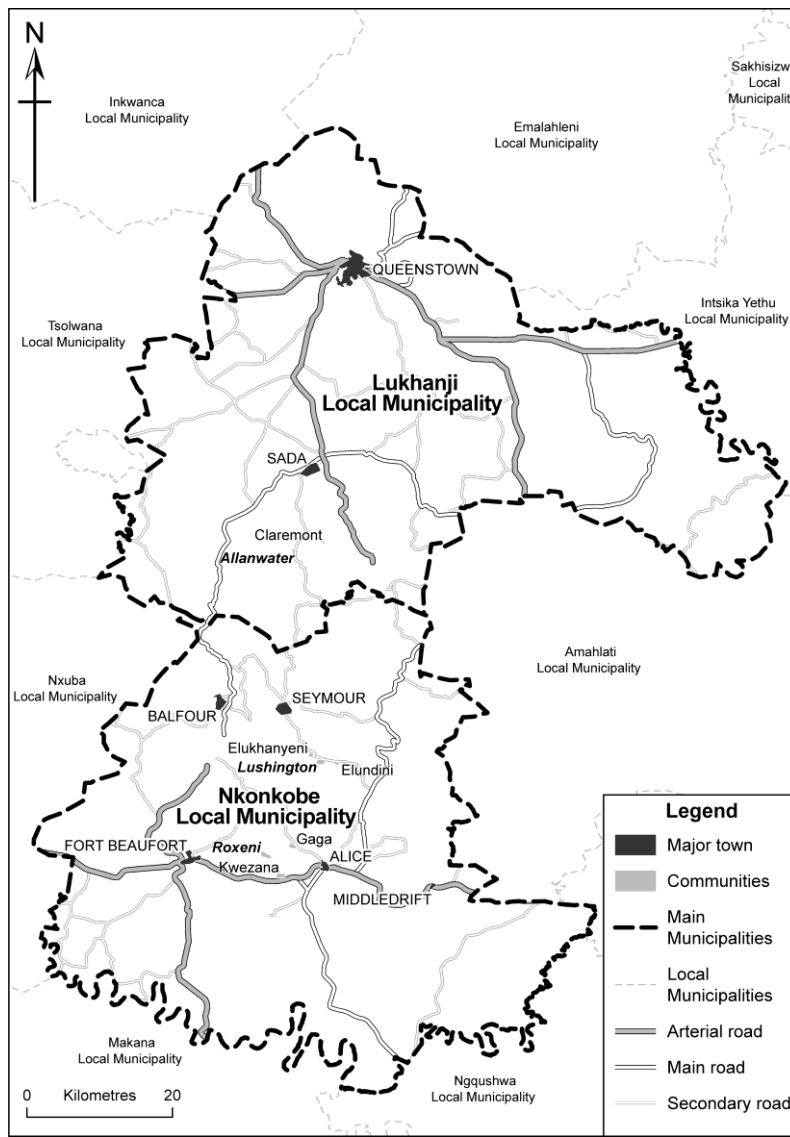 N
Sakhisizw
Local
Municipalit
Inkwanca
Local Municipality
Emalahleni
Local Municipality
QUEENSTOWN
Intsika Yethu
Local Municipality
Tsolwana
Local Municipality
Lukhanji
Local Municipality
SADA
Claremont
Allanwater
Amahlati
Local Municipality
Nxuba
Local Municipality
SEYMOUR
BALFOUR
Elukhanyeni
Lushington
Elundini
Nkonkobe
Local Municipality
FORT BEAUFORT
Roxeni
Gaga
ALICE
Kwezana
MIDDLEDRIFT
Makana
Local Municipality
Ngqushwa
Local Municipality
0 Kilometres 20
Legend
Major town
Communities
Main
Municipalities
Local
Municipalities
Arterial road
Main road
Secondary road